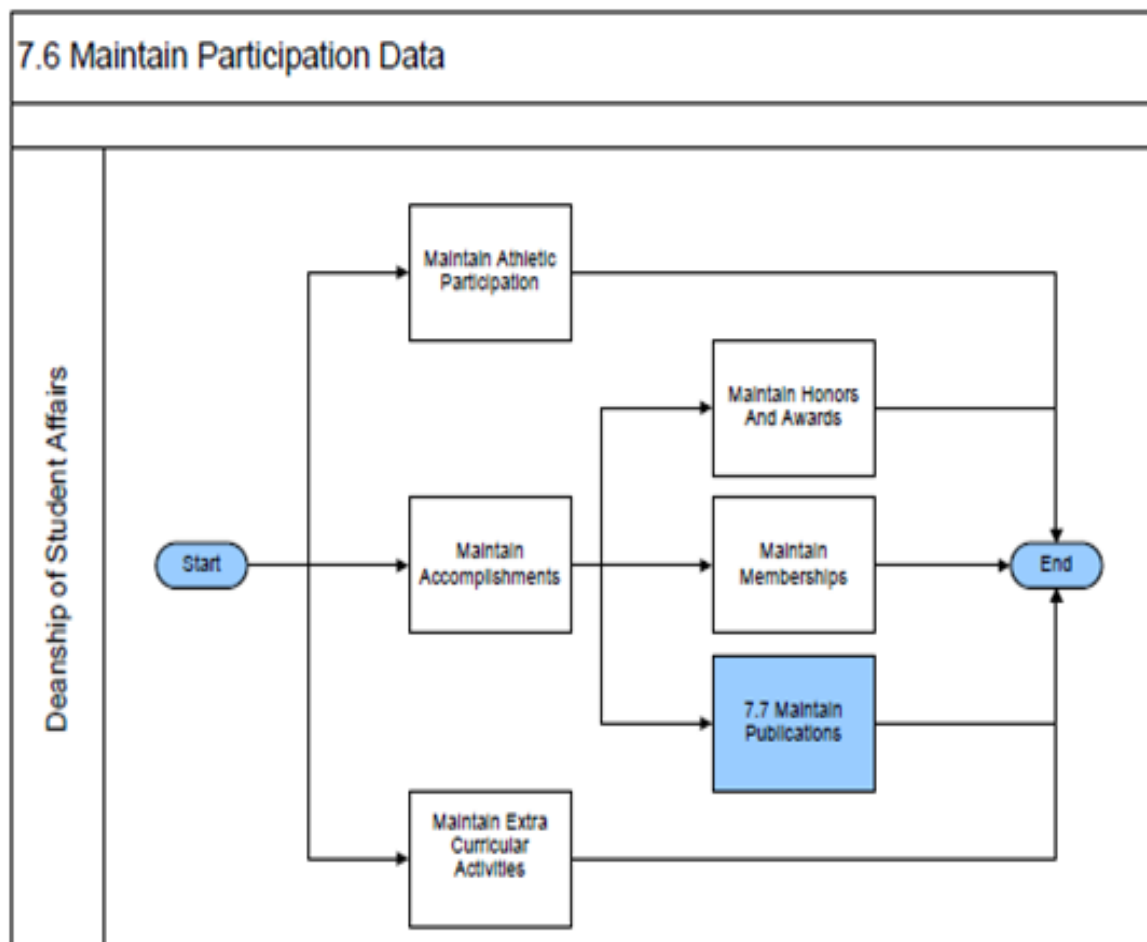 7.6 Maintain Participation Data
Deanship of Student Affairs
Start
Maintain Athletic
Participation
Maintain
Accomplishments
Maintain Extra
Curricular
Activities
Maintain Honors
And Awards
Maintain
Memberships
7.7 Maintain
Publications
End